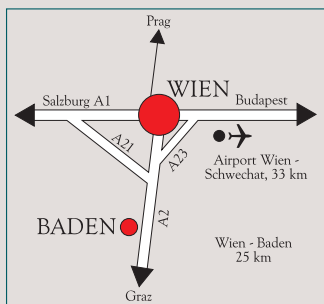 Prag
WIEN
Salzburg A1
Budapest
A21
A23
Airport Wien -
Schwechat, 33 km
A2
BADEN
Wien - Baden
25 km
Graz